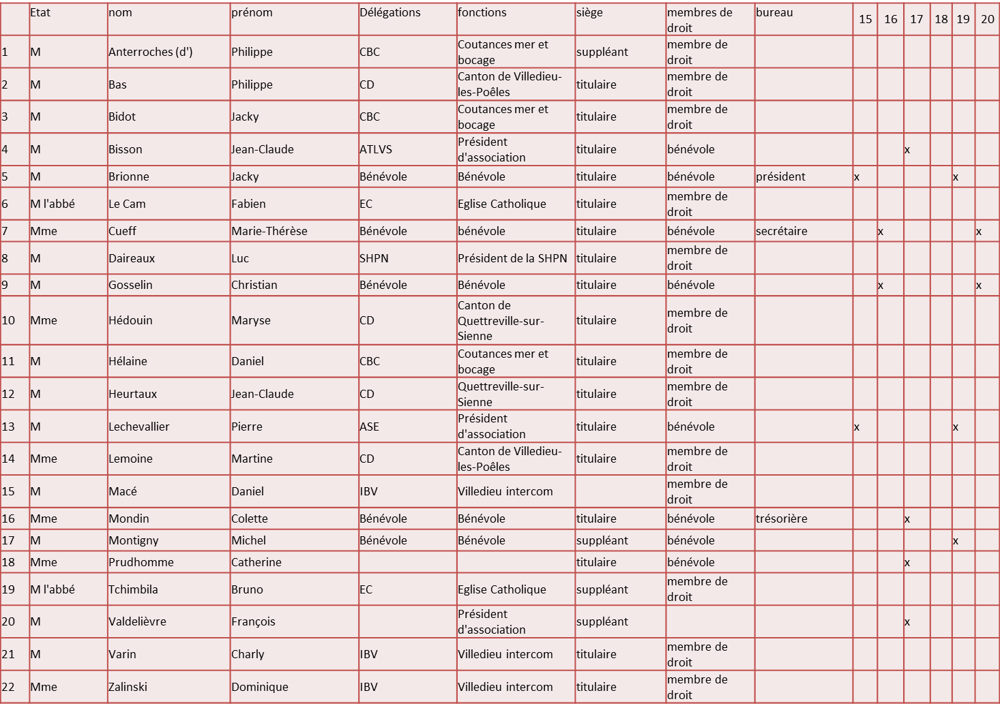 Etat nom prénom Délégations fonctions siège membres de droit bureau 15 16 17 18 19 20
1 M Anterroches (d') Philippe CBC Coutances mer et bocage suppléant membre de droit
2 M Bas Philippe CD Canton de Villedieu-les-Poêles titulaire membre de droit
3 M Bidot Jacky CBC Coutances mer et bocage titulaire membre de droit
4 M Bisson Jean-Claude ATLVS Président d'association titulaire bénévole x
5 M Brionne Jacky Bénévole Bénévole titulaire bénévole président x x
6 M l'abbé Le Cam Fabien EC Eglise Catholique titulaire membre de droit
7 Mme Cueff Marie-Thérèse Bénévole bénévole titulaire bénévole secrétaire x x
8 M Daireaux Luc SHPN Président de la SHPN titulaire membre de droit
9 M Gosselin Christian Bénévole Bénévole titulaire bénévole x x
10 Mme Hédouin Maryse CD Canton de Quettreville-sur-Sienne titulaire membre de droit
11 M Hélaine Daniel CBC Coutances mer et bocage titulaire membre de droit
12 M Heurtaux Jean-Claude CD Quettreville-sur-Sienne titulaire membre de droit
13 M Lechevallier Pierre ASE Président d'association titulaire bénévole x x
14 Mme Lemoine Martine CD Canton de Villedieu-les-Poêles titulaire membre de droit
15 M Macé Daniel IBV Villedieu intercom membre de droit
16 Mme Mondin Colette Bénévole Bénévole titulaire bénévole trésorière x
17 M Montigny Michel Bénévole Bénévole suppléant bénévole x
18 Mme Prudhomme Catherine titulaire bénévole x
19 M l'abbé Tchimbila Bruno EC Eglise Catholique suppléant membre de droit
20 M Valdelièvre François Président d'association suppléant x
21 M Varin Charly IBV Villedieu intercom titulaire membre de droit
22 Mme Zalinski Dominique IBV Villedieu intercom titulaire membre de droit